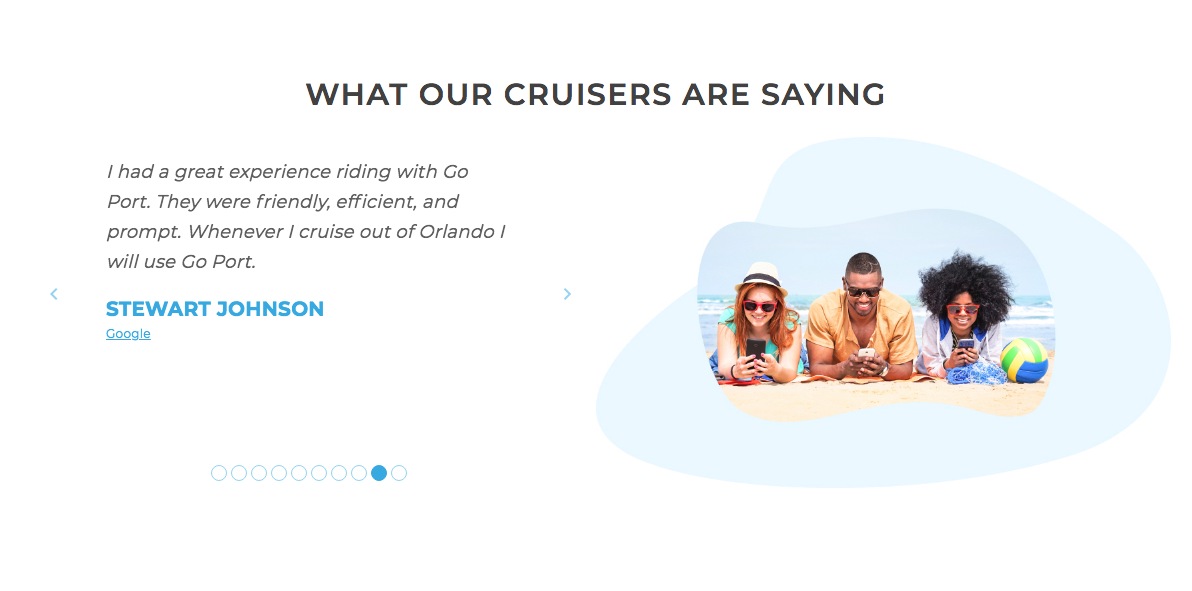 WHAT OUR CRUISERS ARE SAYING
I had a great experience riding with Go
Port. They were friendly, efficient, and
prompt. Whenever I cruise out of Orlando I
will use Go Port.
STEWART JOHNSON
Google